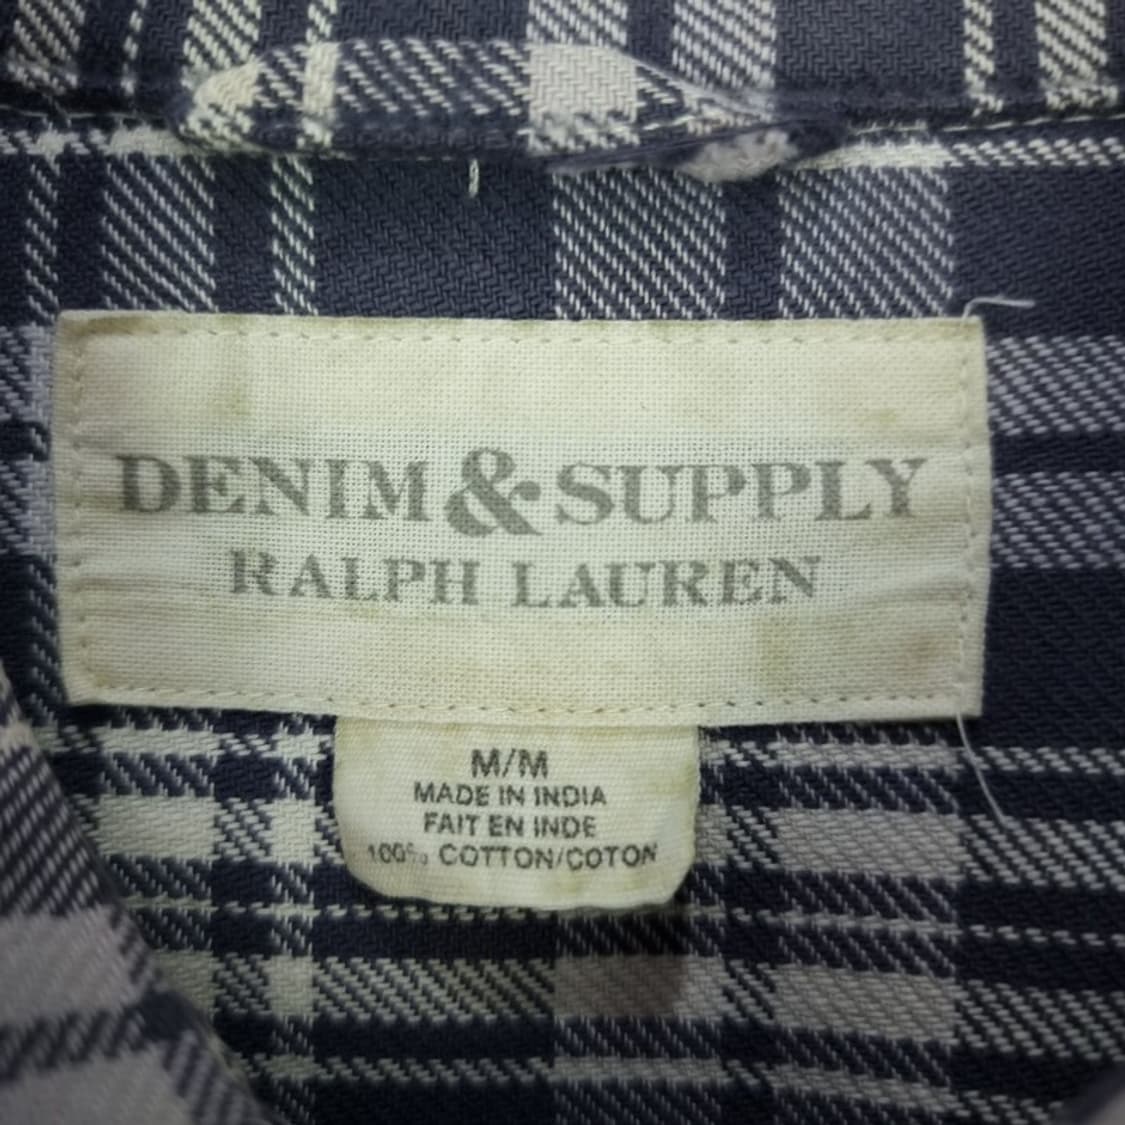 DENIM & SUPPLY
RALPH LAUREN
M/M
MADE IN INDIA
FAIT EN INDE
100% COTTON/COTON